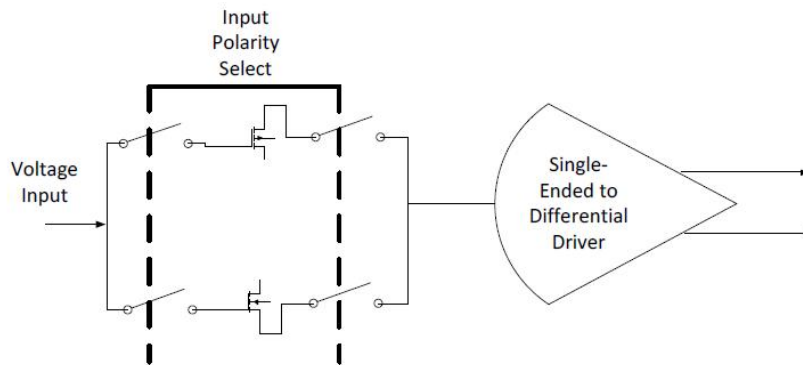 Input
Polarity
Select
Voltage
Input
Single-
Ended to
Differential
Driver